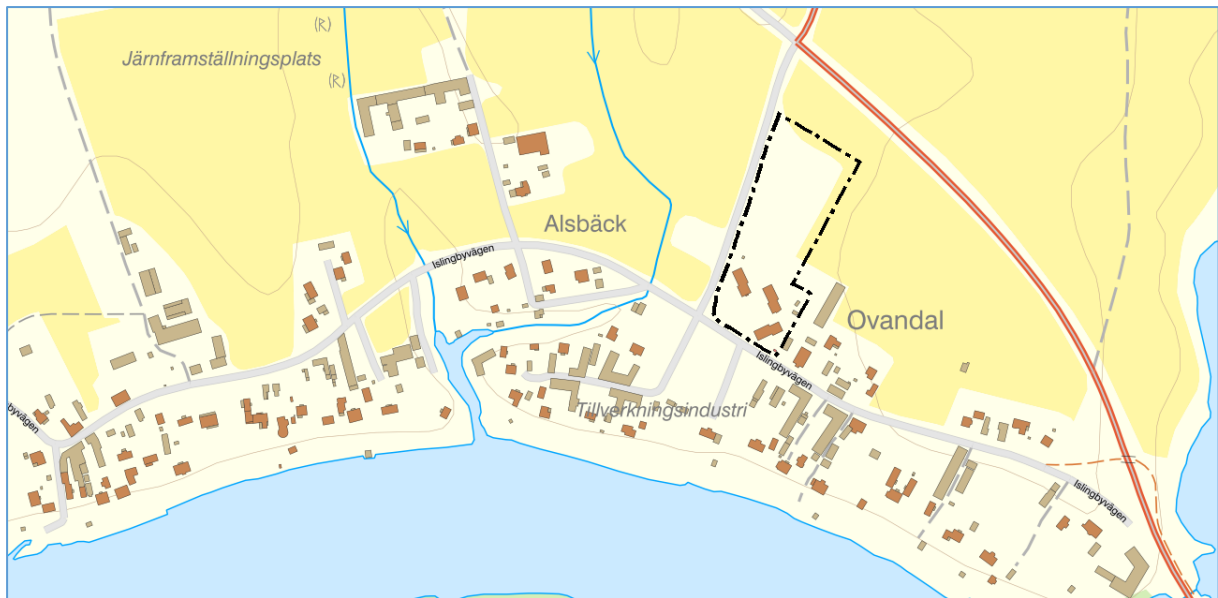 (R)
Järnframställningsplats
(R)
Alsbäck
Islingbyvägen
Ovandal
Islingbyvägen
Tillverkningsindustri
byvägen
Islingbyvägen